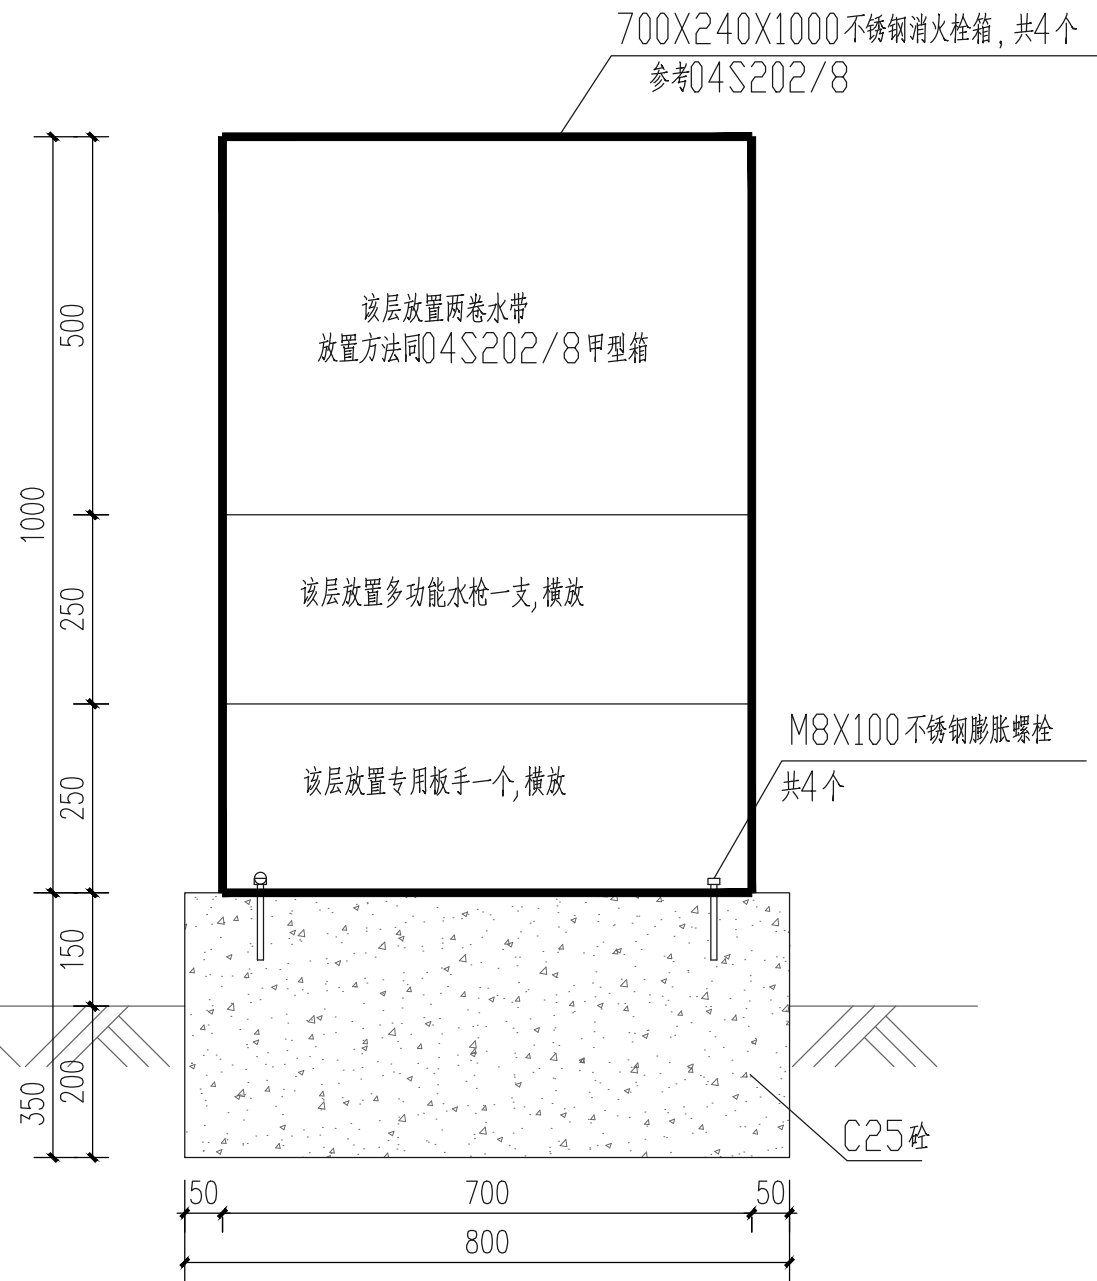 700X240X1000不锈钢消火栓箱,共4个
参考04S202/8
500
该层放置两卷水带
放置方法同04S202/8甲型箱
1000
250
该层放置多功能水枪一支,横放
M8X100不锈钢膨胀螺栓
共4个
250
该层放置专用板手一个,横放
150
200
350
C25砼
50
700
50
800